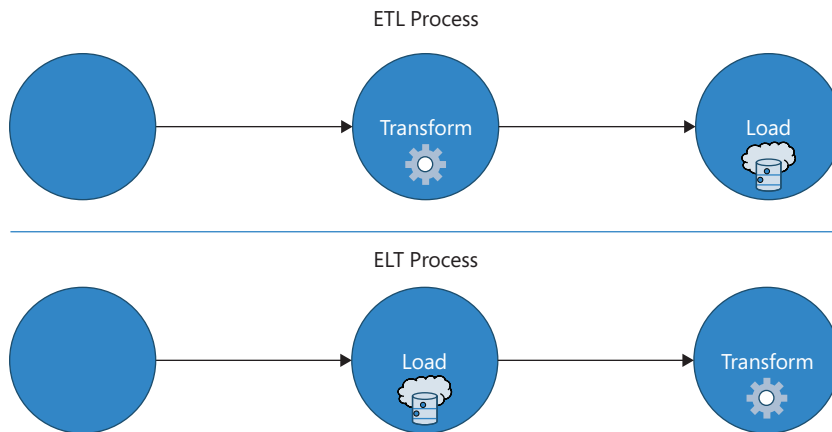 ETL Process
Transform
Load
ELT Process
Load
Transform